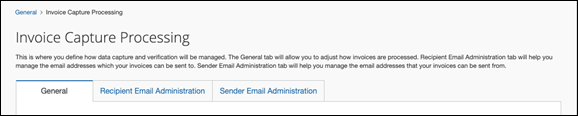 General > Invoice Capture Processing
Invoice Capture Processing
This is where you define how data capture and verification will be managed. The General tab will allow you to adjust how invoices are processed. Recipient Email Administration tab will help you
manage the email addresses which your invoices can be sent to. Sender Email Administration tab will help you manage the email addresses that your invoices can be sent from.
General Recipient Email Administration Sender Email Administration